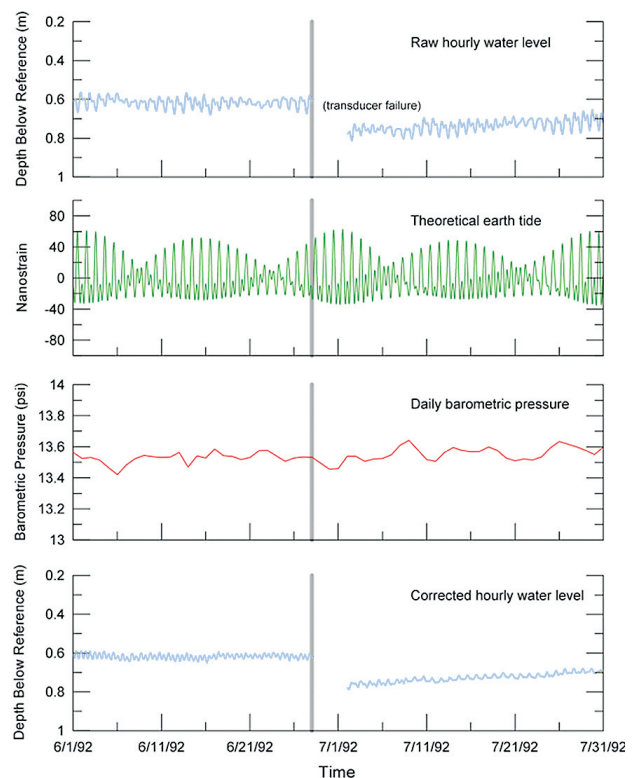 0.2
Raw hourly water level
0.4
0.6
(transducer failure)
0.8
1
Depth Below Reference (m)
80
Theoretical earth tide
40
0
-40
-80
Nanostrain
14
13.8
Daily barometric pressure
13.6
13.4
13.2
13
Barometric Pressure (psi)
0.2
Corrected hourly water level
0.4
0.6
0.8
1
Depth Below Reference (m)
6/1/92 6/11/92 6/21/92 7/1/92 7/11/92 7/21/92 7/31/92
Time